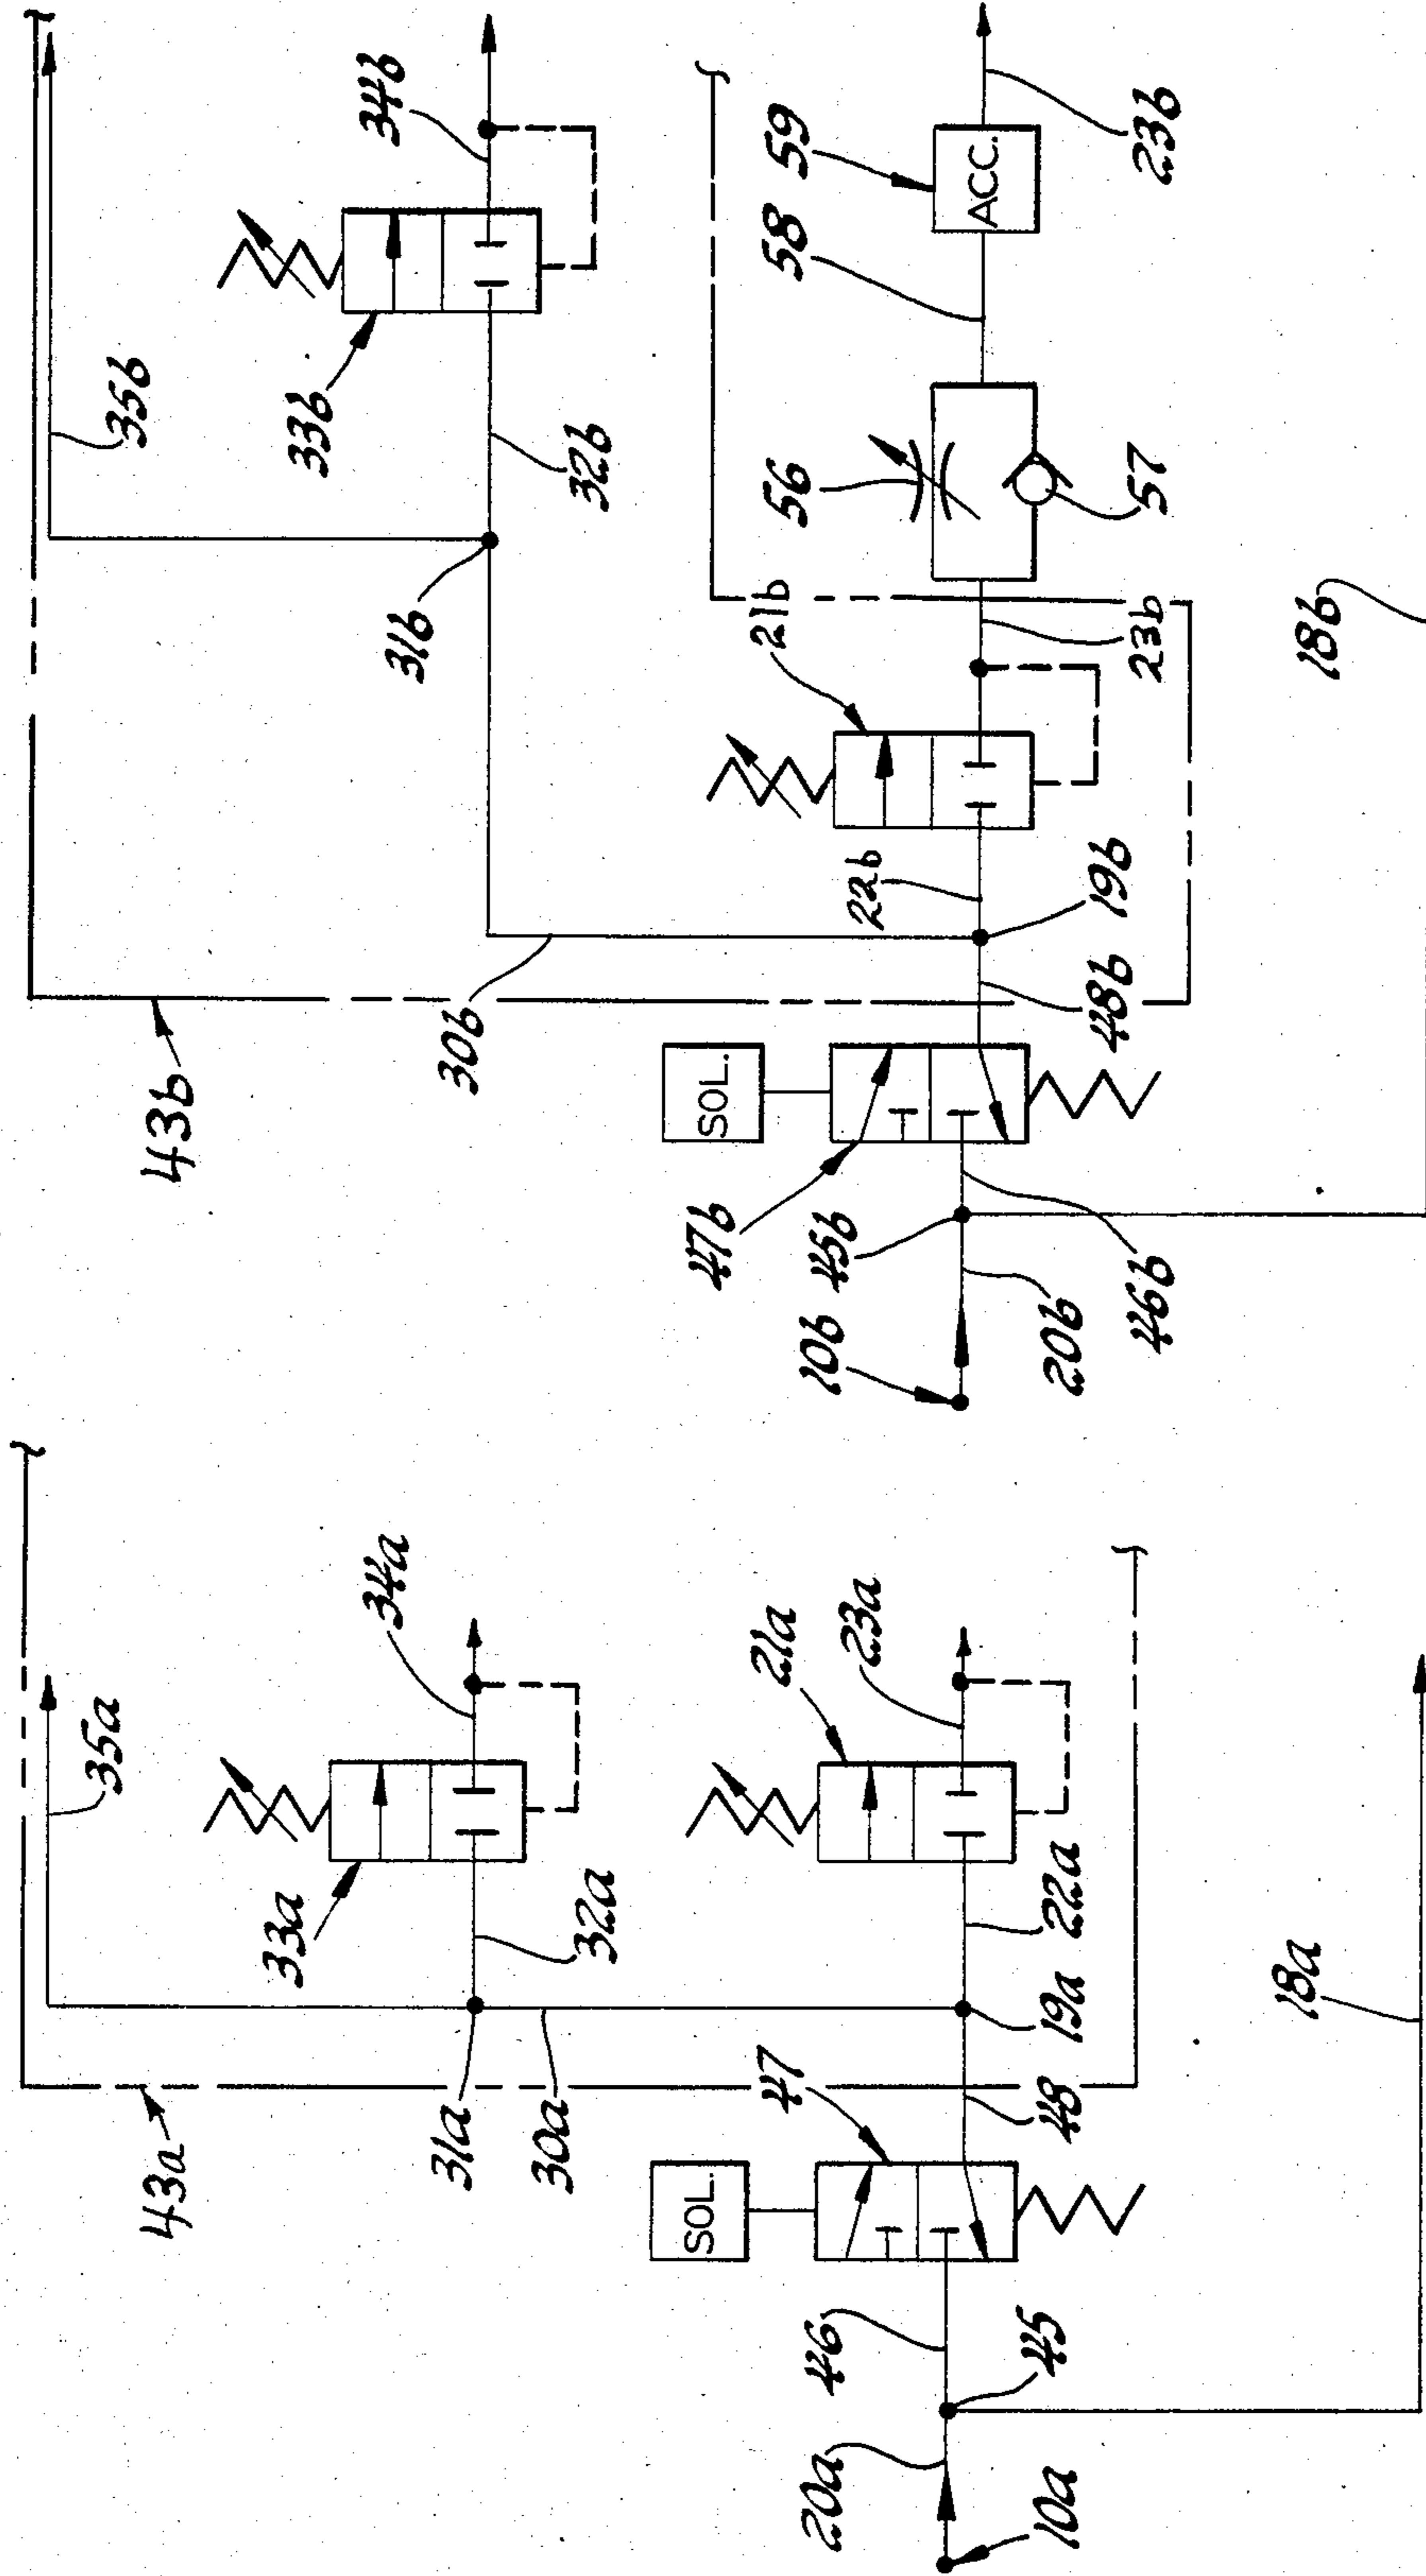 43a
35a
34a
33a
32a
31a
30a
47
SOL.
21a
23a
22a
19a
48
46
45
20a
10a
18a
43b
35b
34b
33b
32b
31b
30b
SOL.
47b
45b
10b
20b
46b
48b
19b
22b
21b
23b
56
57
58
59
ACC.
23b
18b